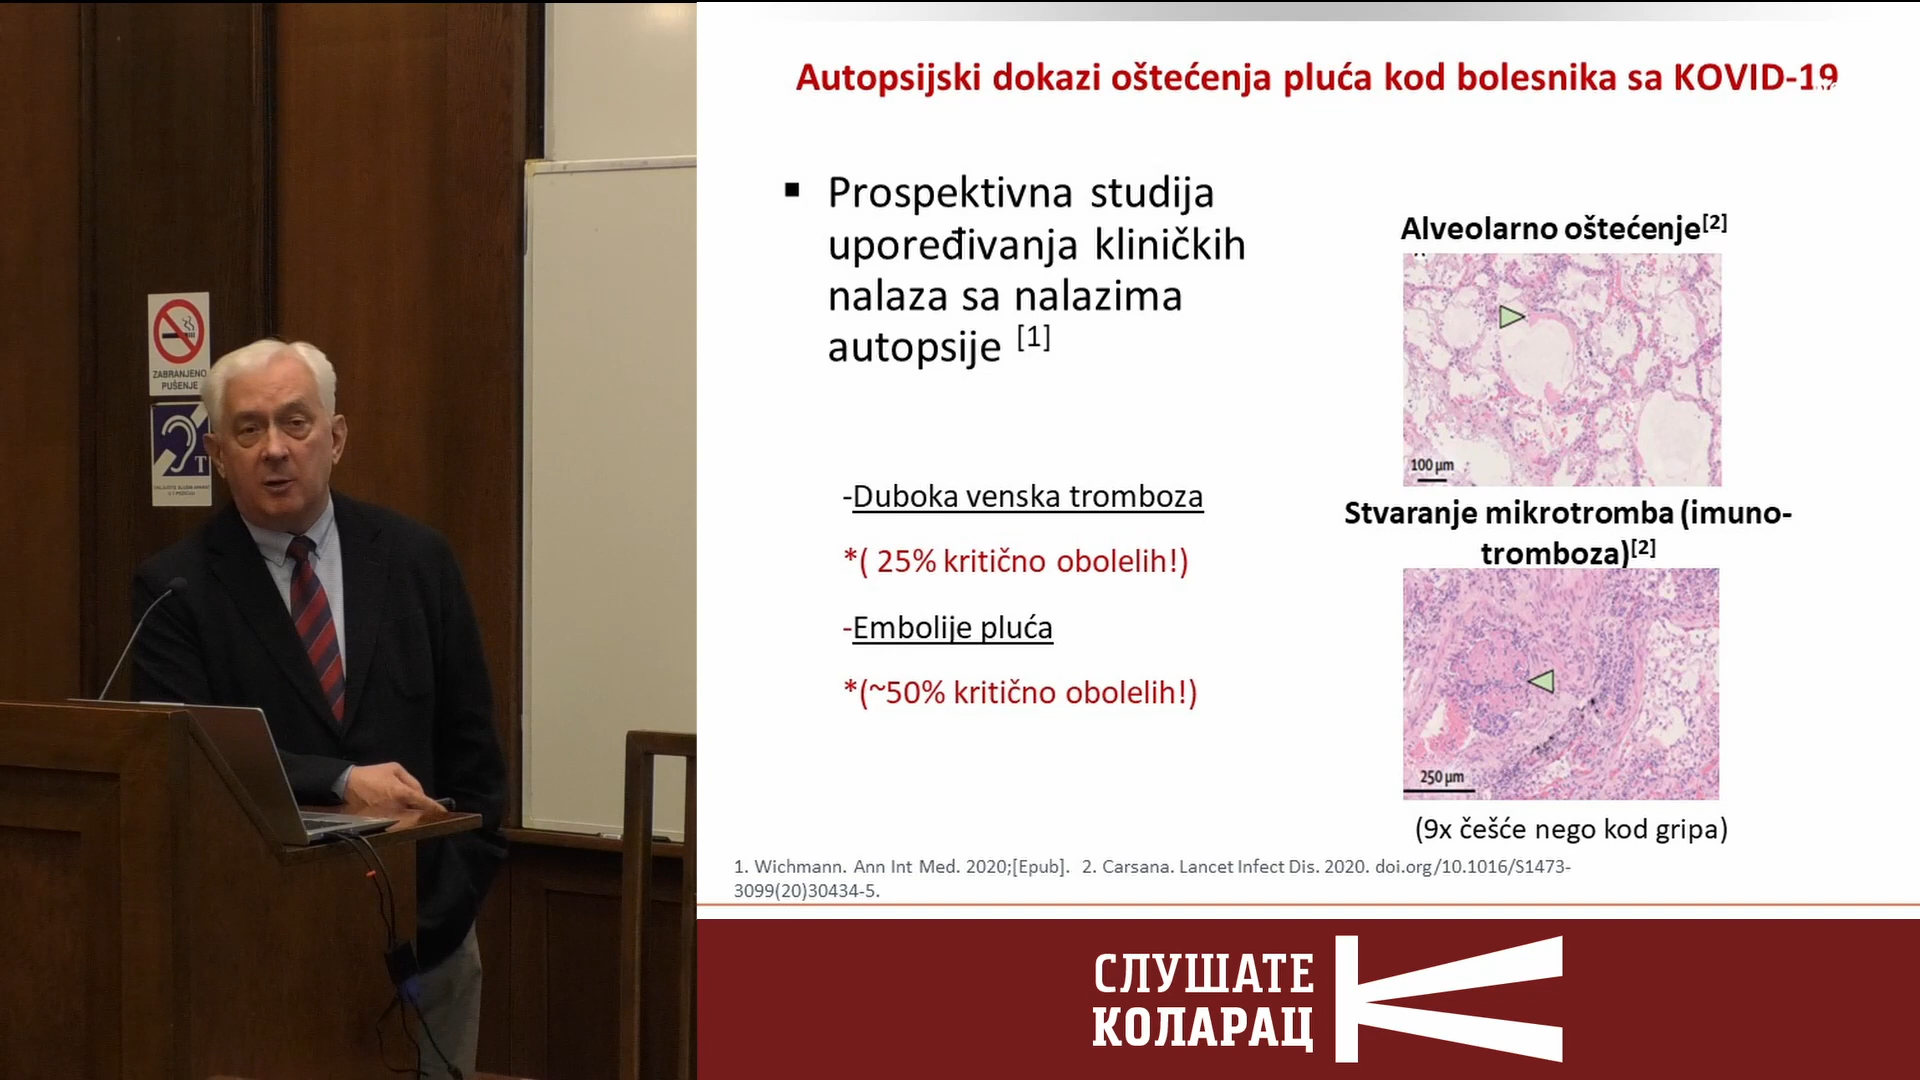 Autopsijski dokazi oštećenja pluća kod bolesnika sa KOVID-19
▪ Prospektivna studija
upoređivanja kliničkih
nalaza sa nalazima
autopsije [1]
-Duboka venska tromboza
*( 25% kritično obolelih!)
-Embolije pluća
*(~50% kritično obolelih!)
Alveolarno oštećenje[2]
100 µm
Stvaranje mikrotromba (imuno-
tromboza)[2]
250 µm
(9x češće nego kod gripa)
1. Wichmann. Ann Int Med. 2020;[Epub]. 2. Carsana. Lancet Infect Dis. 2020. doi.org/10.1016/S1473-
3099(20)30434-5.
СЛУШАТЕ
КОЛАРАЦ
ZABRANJENO
PUŠENJE
T